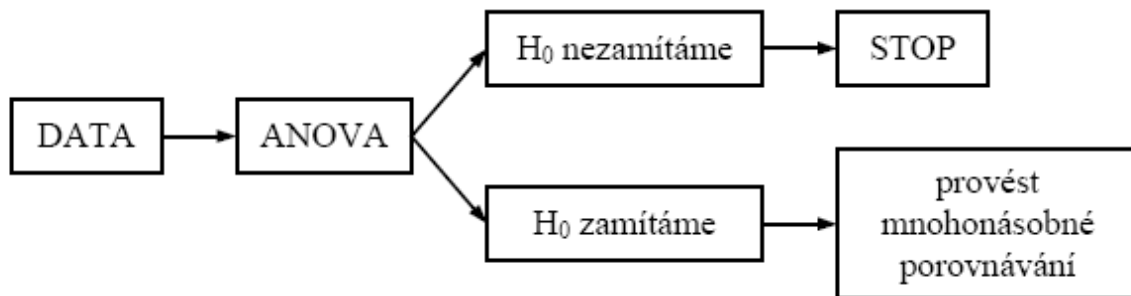 DATA
ANOVA
H₀ nezamítáme
STOP
H₀ zamítáme
provést
mnohonásobné
porovnávání